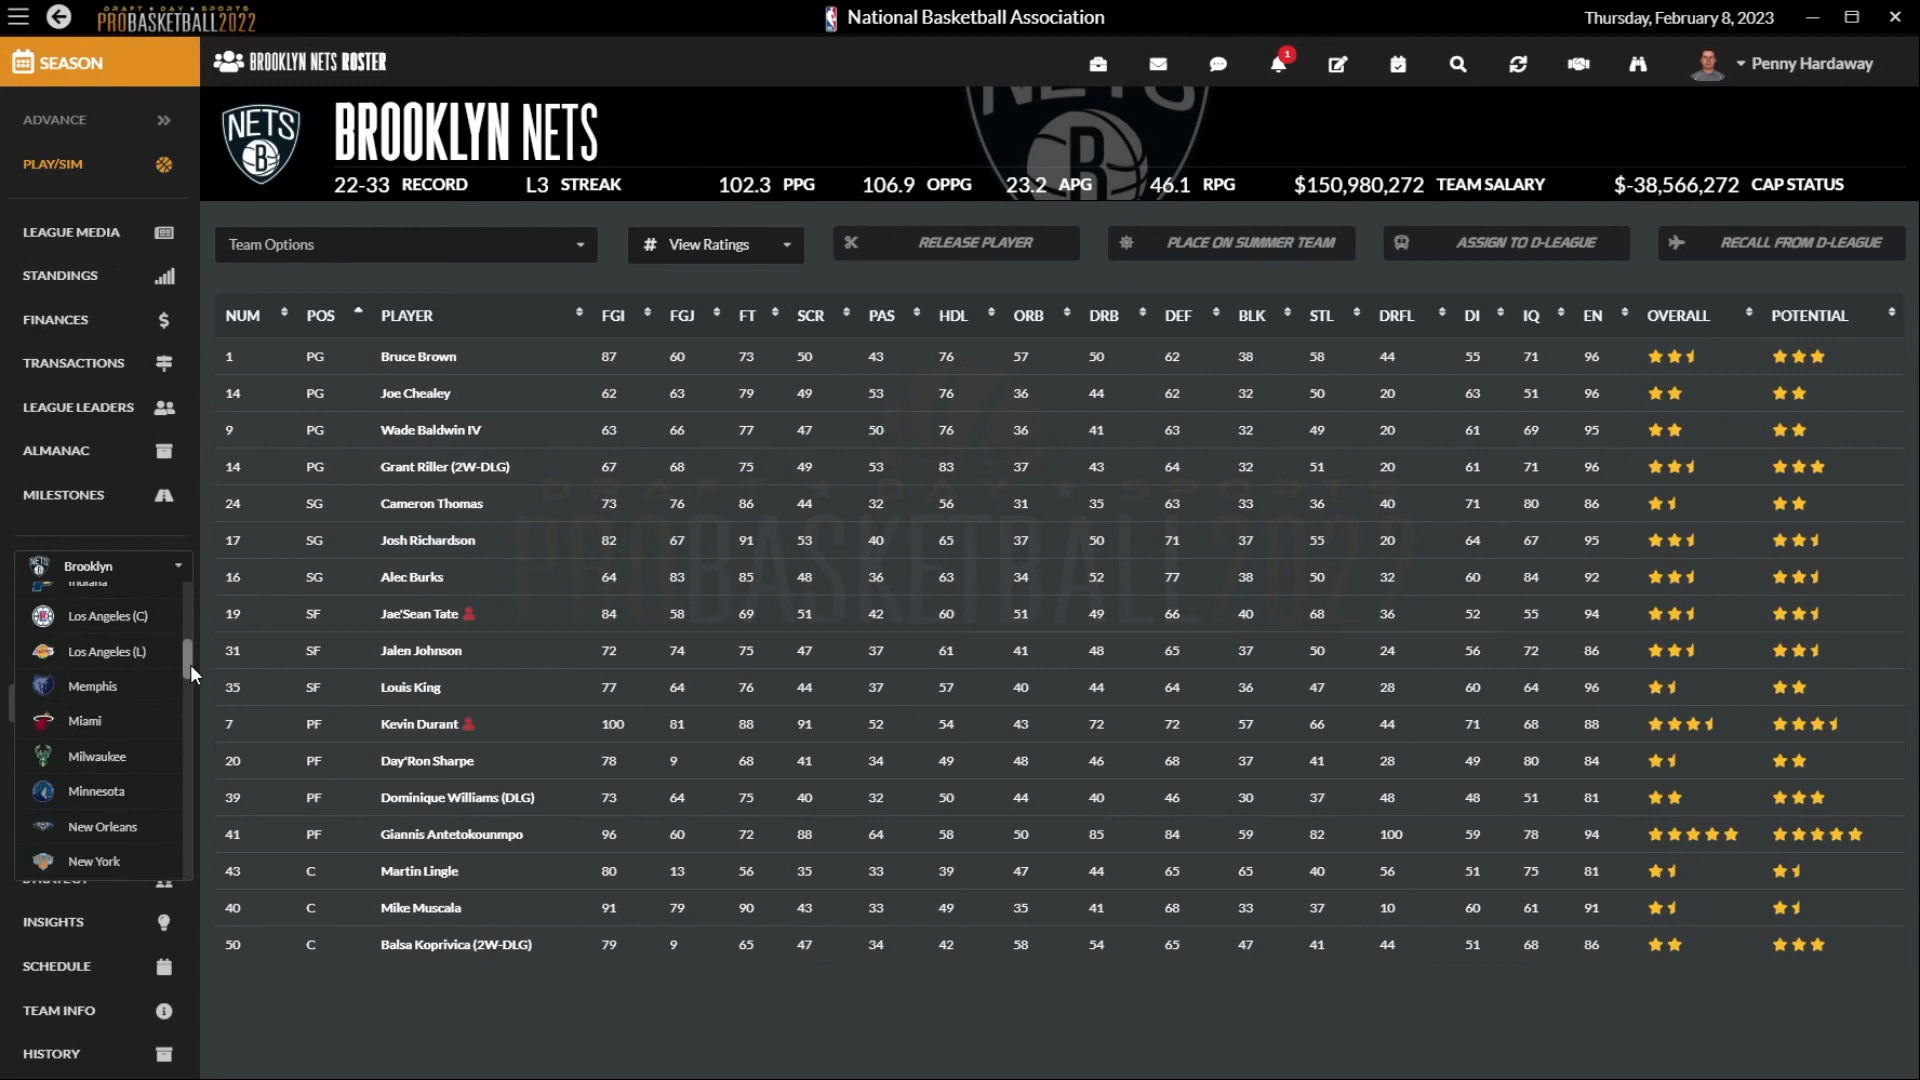 DRAFT • DAY • SPORTS
PROBASKETBALL2022
National Basketball Association
Thursday, February 8, 2023
SEASON
BROOKLYN NETS ROSTER
1
Penny Hardaway
ADVANCE
PLAY/SIM
LEAGUE MEDIA
STANDINGS
FINANCES
TRANSACTIONS
LEAGUE LEADERS
ALMANAC
MILESTONES
Brooklyn
Indiana
Los Angeles (C)
Los Angeles (L)
Memphis
Miami
Milwaukee
Minnesota
New Orleans
New York
STRATEGY
INSIGHTS
SCHEDULE
TEAM INFO
HISTORY
NETS
B
BROOKLYN NETS
NETS
B
22-33 RECORD L3 STREAK 102.3 PPG 106.9 OPPG 23.2 APG 46.1 RPG $150,980,272 TEAM SALARY $-38,566,272 CAP STATUS
Team Options # View Ratings RELEASE PLAYER PLACE ON SUMMER TEAM ASSIGN TO D-LEAGUE RECALL FROM D-LEAGUE
NUM POS PLAYER FGI FGJ FT SCR PAS HDL ORB DRB DEF BLK STL DRFL DI IQ EN OVERALL POTENTIAL
1 PG Bruce Brown 87 60 73 50 43 76 57 50 62 38 58 44 55 71 96
14 PG Joe Chealey 62 63 79 49 53 76 36 44 62 32 50 20 63 51 96
9 PG Wade Baldwin IV 63 66 77 47 50 76 36 41 63 32 49 20 61 69 95
14 PG Grant Riller (2W-DLG) 67 68 75 49 53 83 37 43 64 32 51 20 61 71 96
24 SG Cameron Thomas 73 76 86 44 32 56 31 35 63 33 36 40 71 80 86
17 SG Josh Richardson 82 67 91 53 40 65 37 50 71 37 55 20 64 67 95
16 SG Alec Burks 64 83 85 48 36 63 34 52 77 38 50 32 60 84 92
19 SF Jae'Sean Tate 84 58 69 51 42 60 51 49 66 40 68 36 52 55 94
31 SF Jalen Johnson 72 74 75 47 37 61 41 48 65 37 50 24 56 72 86
35 SF Louis King 77 64 76 44 37 57 40 44 64 36 47 28 60 64 96
7 PF Kevin Durant 100 81 88 91 52 54 43 72 72 57 66 44 71 68 88
20 PF Day'Ron Sharpe 78 9 68 41 34 49 48 46 68 37 41 28 49 80 84
39 PF Dominique Williams (DLG) 73 64 75 40 32 50 44 40 46 30 37 48 48 51 81
41 PF Giannis Antetokounmpo 96 60 72 88 64 58 50 85 84 59 82 100 59 78 94
43 C Martin Lingle 80 13 56 35 33 39 47 44 65 65 40 56 51 75 81
40 C Mike Muscala 91 79 90 43 33 49 35 41 68 33 37 10 60 61 91
50 C Balsa Koprivica (2W-DLG) 79 9 65 47 34 42 58 54 65 47 41 44 51 68 86
DRAFT • DAY • SPORTS
PROBASKETBALL2022